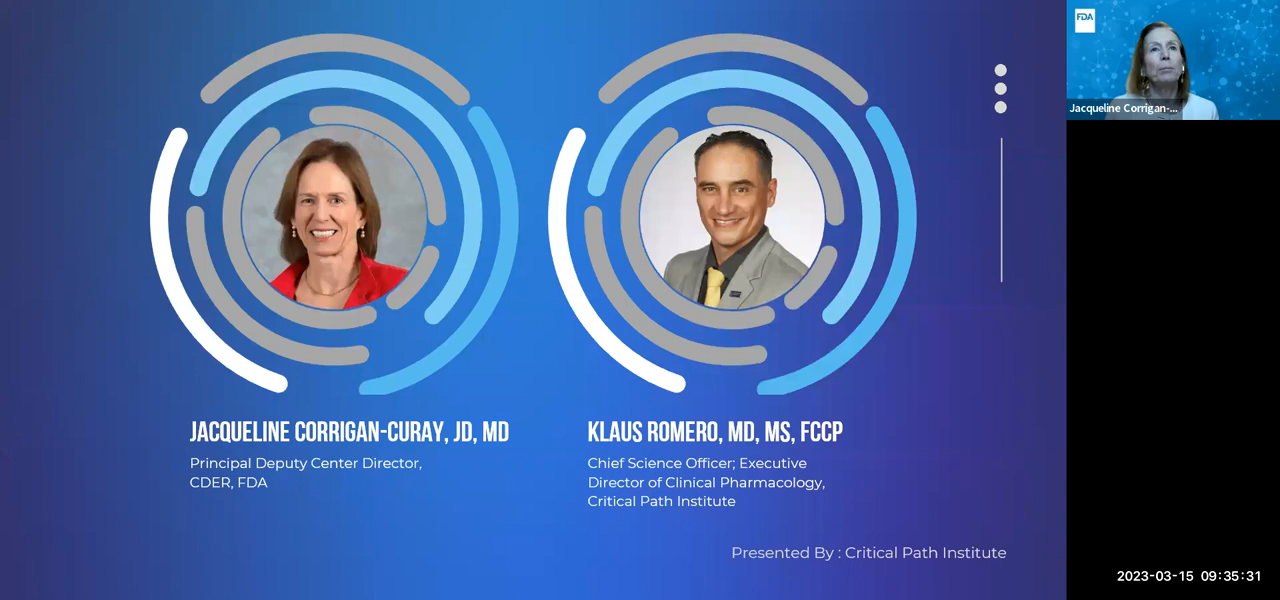 JACQUELINE CORRIGAN-CURAY, JD, MD
Principal Deputy Center Director,
CDER, FDA
KLAUS ROMERO, MD, MS, FCCP
Chief Science Officer; Executive
Director of Clinical Pharmacology,
Critical Path Institute
Presented By : Critical Path Institute
FDA
Jacqueline Corrigan-...
2023-03-15 09:35:31